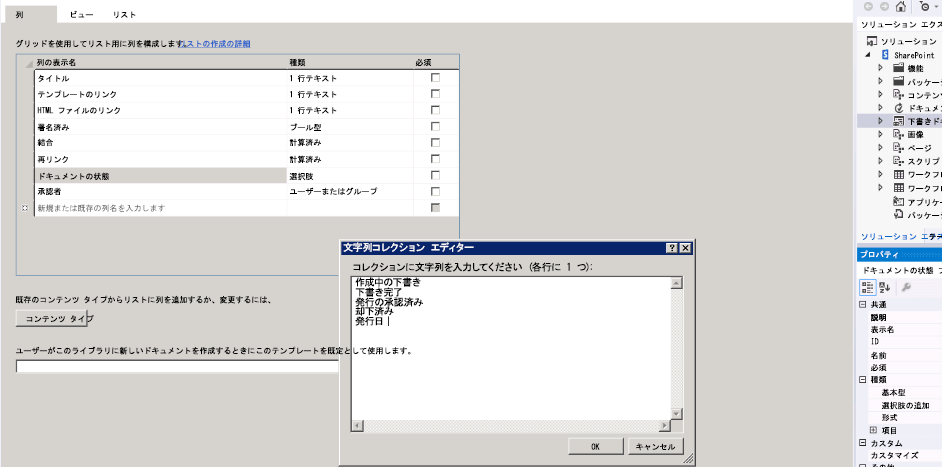 列 ビュー リスト
グリッドを使用してリスト用に列を構成します。リストの作成の詳細
列の表示名 種類 必須
タイトル 1 行テキスト
テンプレートのリンク 1 行テキスト
HTML ファイルのリンク 1 行テキスト
署名済み ブール型
結合 計算済み
再リンク 計算済み
ドキュメントの状態 選択肢
承認者 ユーザーまたはグループ
新規または既存の列名を入力します
既存のコンテンツ タイプからリストに列を追加するか、変更するには、
コンテンツ タイプ
ユーザーがこのライブラリに新しいドキュメントを作成するときにこのテンプレートを既定として使用します。
文字列コレクション エディター
コレクションに文字列を入力してください (各行に 1 つ):
作成中の下書き
下書き完了
発行の承認済み
却下済み
発行日
OK キャンセル
ソリューション エクス
ソリューション
SharePoint
機能
パッケー
コンテン
ドキュメ
下書きド
画像
ページ
スクリプ
ワークフロ
ワークフロ
アプリケー
パッケー
ソリューション エ
プロパティ
ドキュメントの状態 フ
共通
説明
表示名
ID
名前
必須
種類
基本型
選択肢の追加
形式
項目
カスタム
カスタマイズ
その他